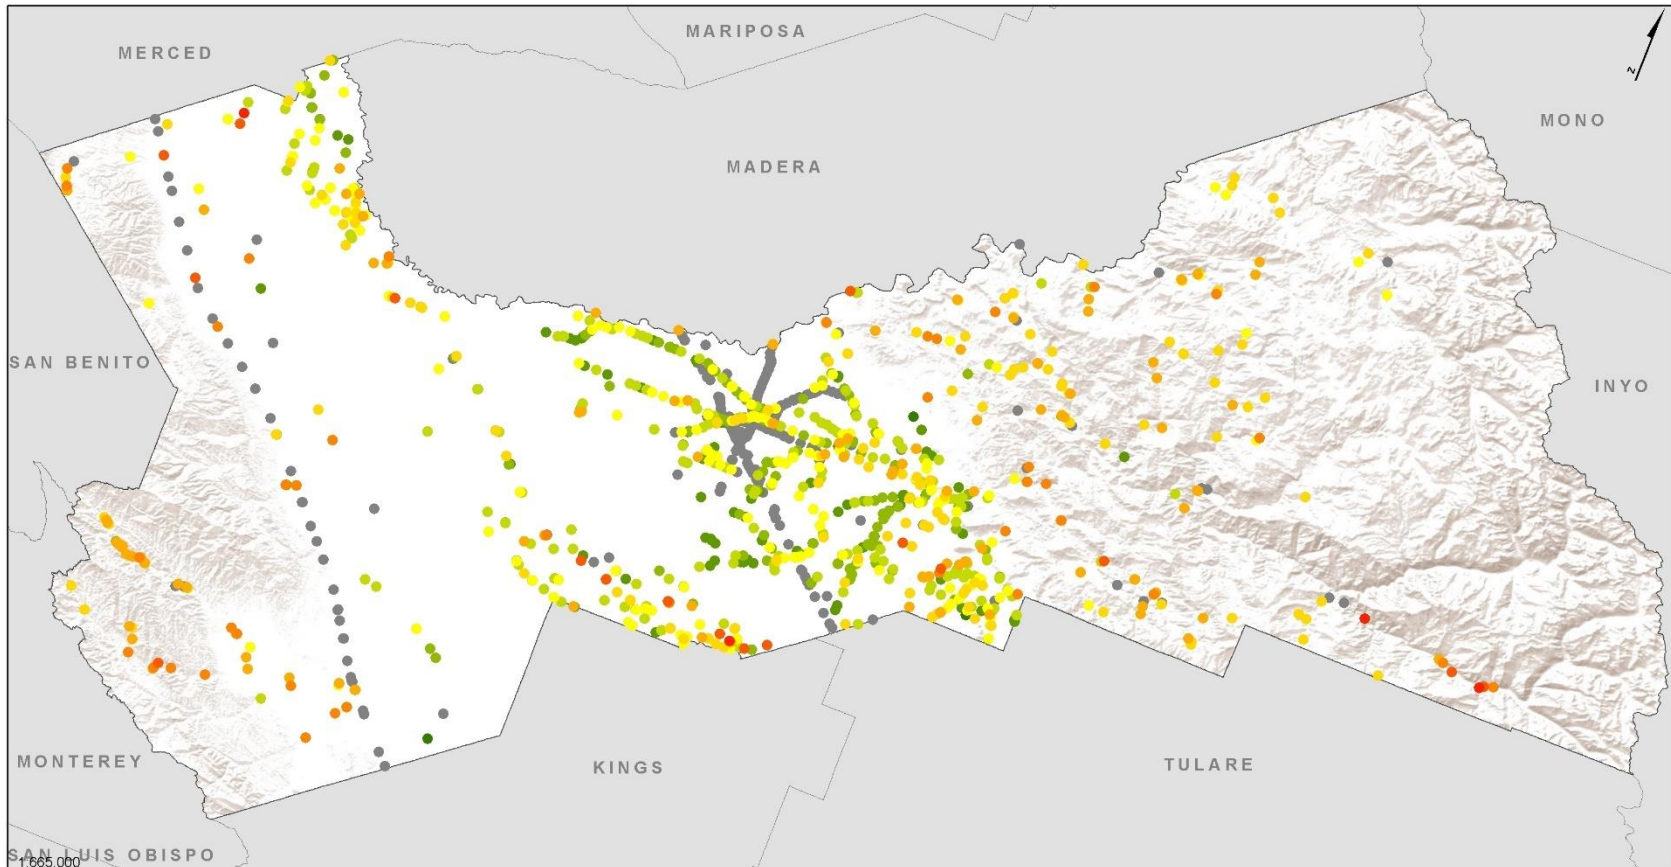 MARIPOSA
MERCED
MONO
MADERA
SAN BENITO
INYO
MONTEREY
KINGS
TULARE
SAN LUIS OBISPO
1:665,000
N